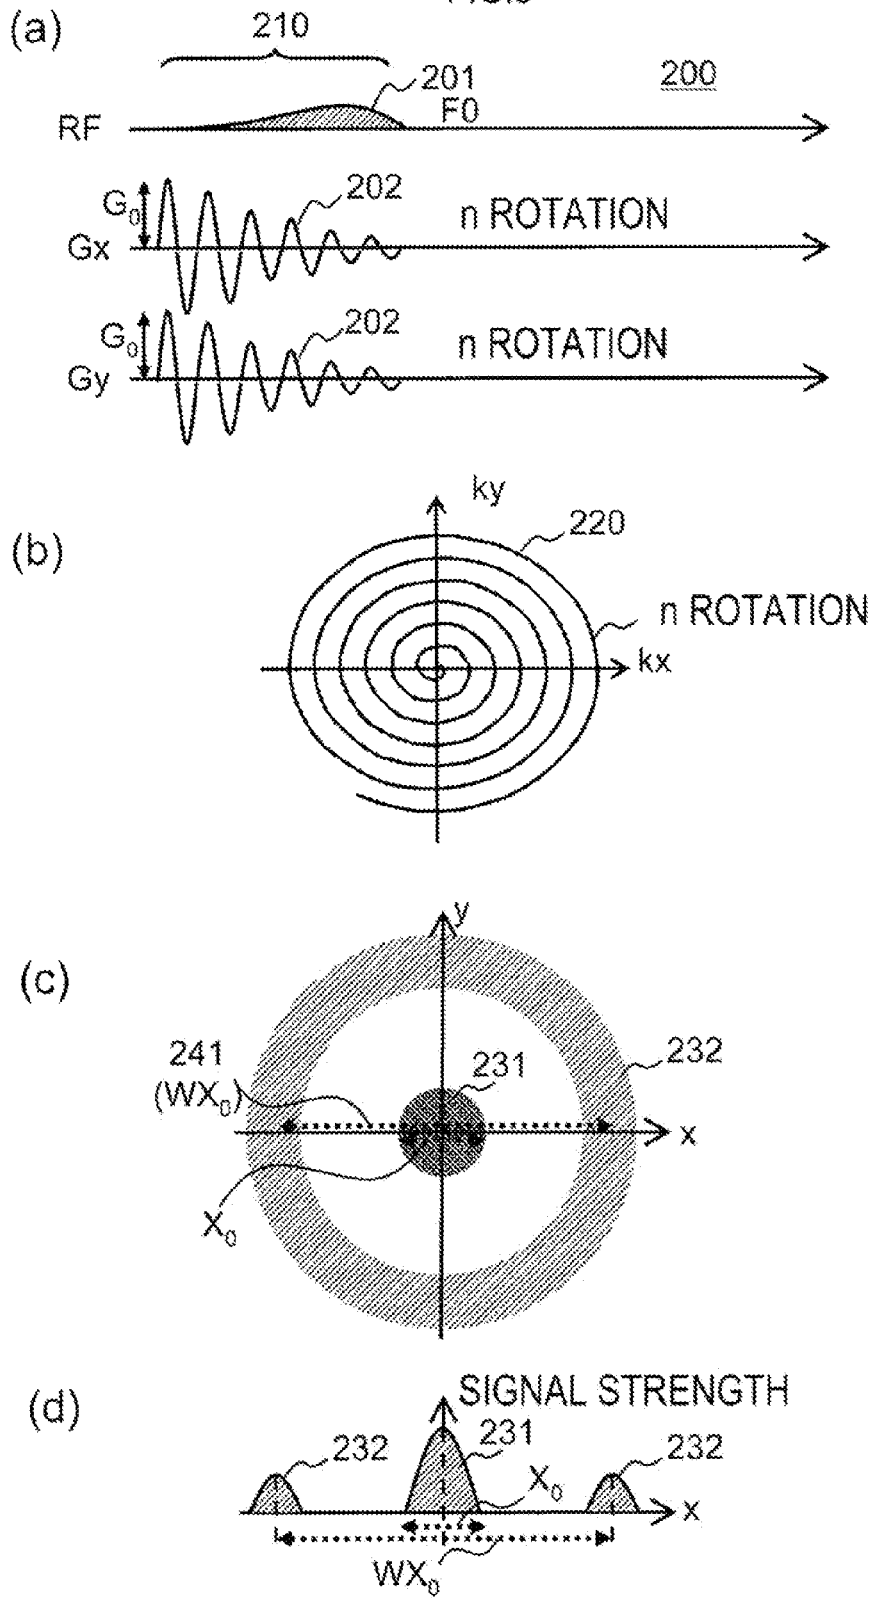 (a)
210
201
200
RF
F0
G₀
202
n ROTATION
Gx
G₀
202
n ROTATION
Gy
ky
(b)
220
n ROTATION
kx
y
(c)
241
(WX₀)
231
232
x
X₀
(d)
SIGNAL STRENGTH
232
231
232
X₀
x
WX₀